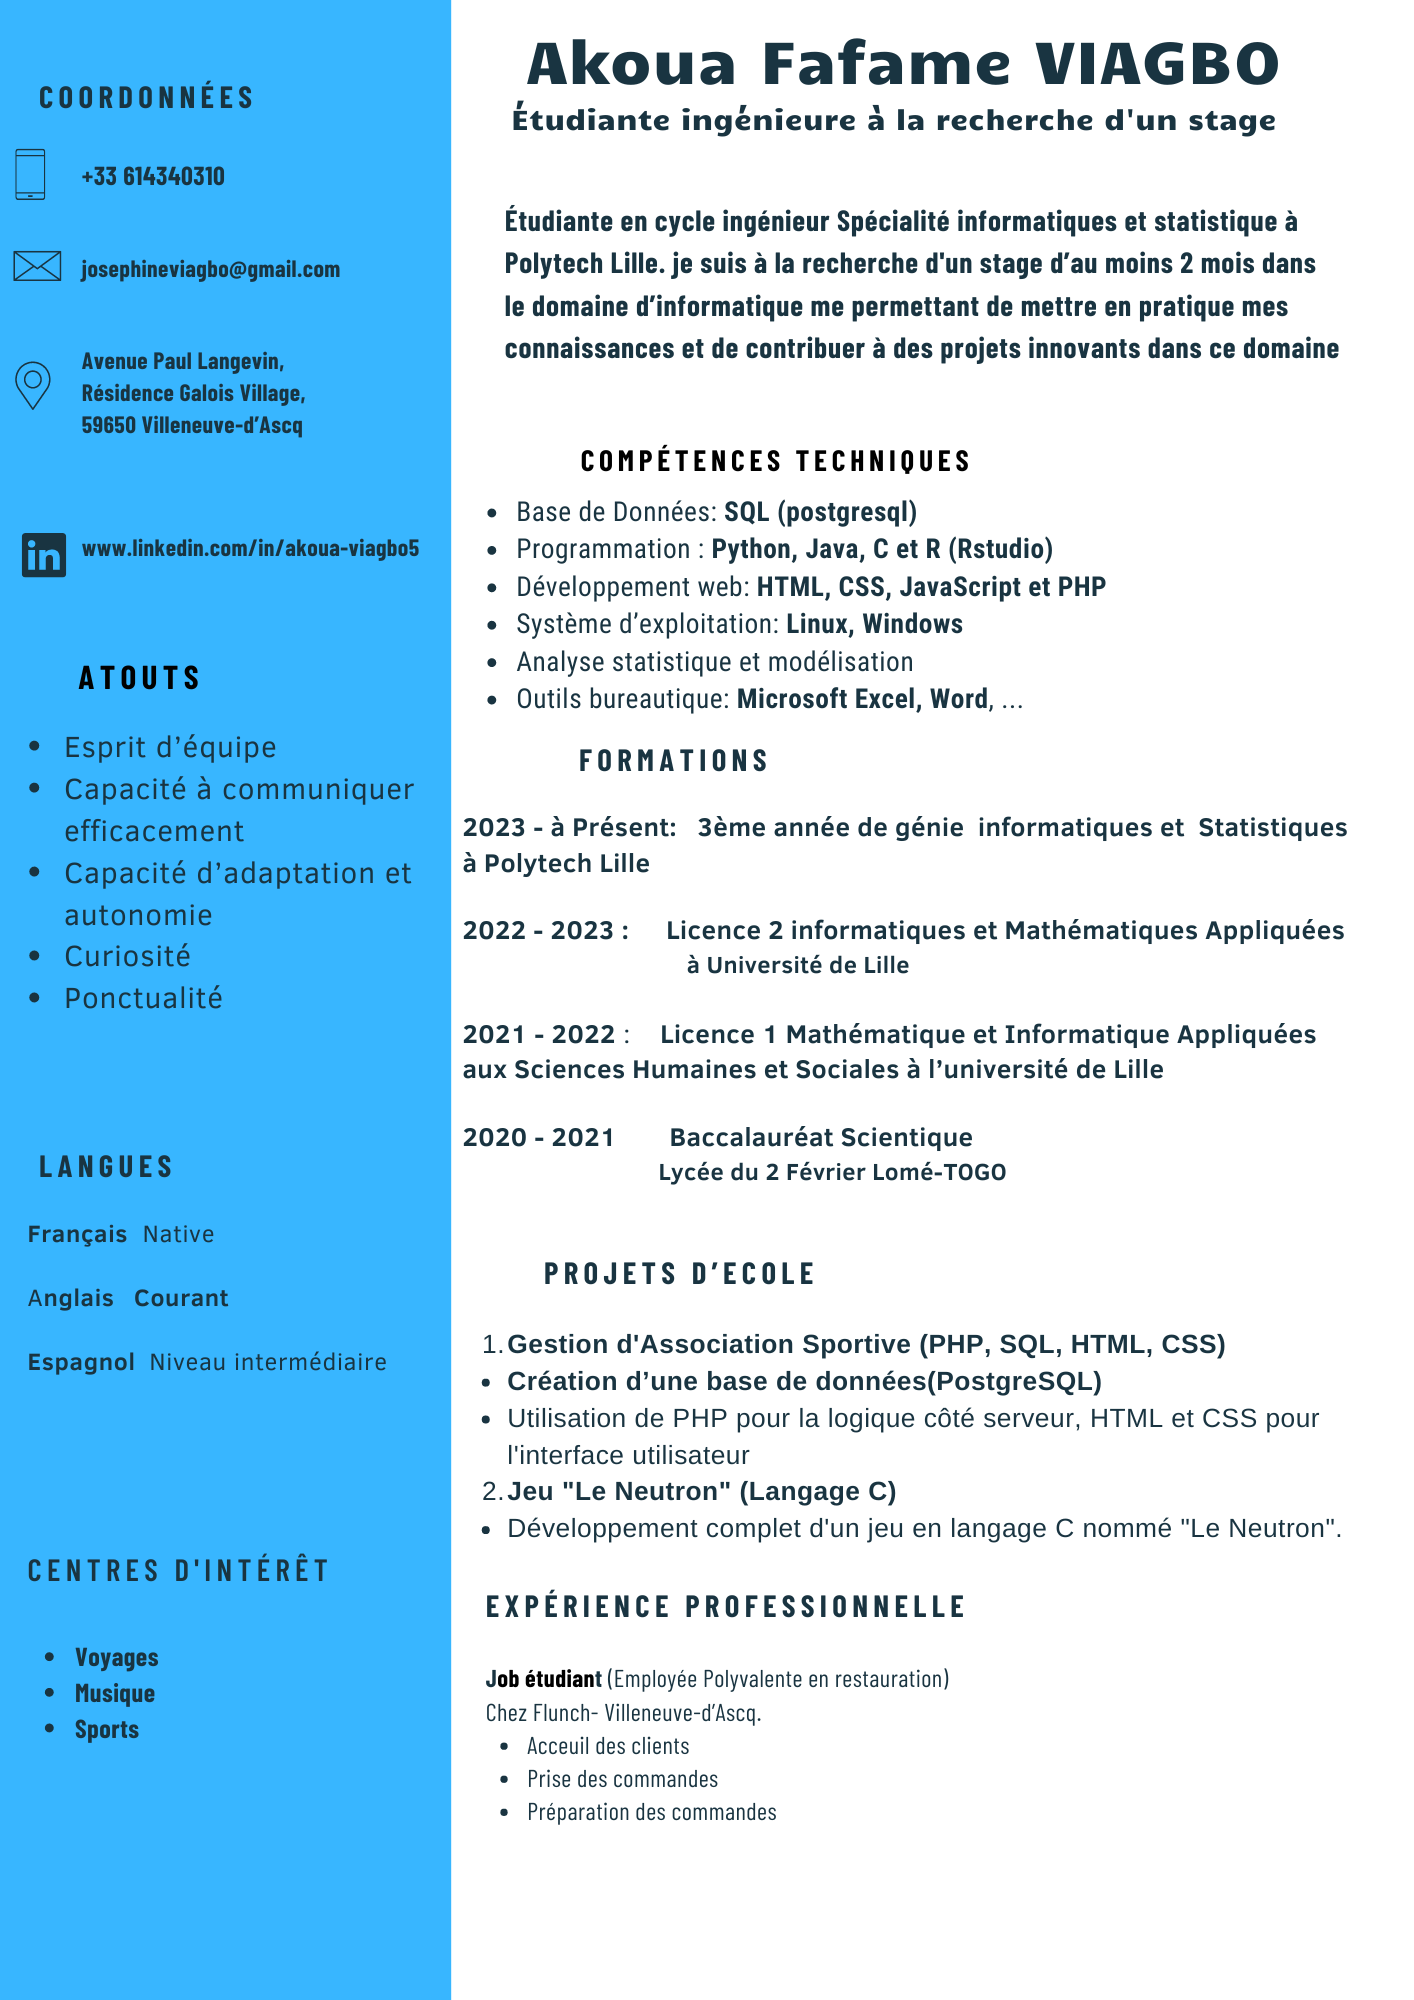 COORDONNÉES
+33 614340310
josephineviagbo@gmail.com
Avenue Paul Langevin,
Résidence Galois Village,
59650 Villeneuve-d’Ascq
in www.linkedin.com/in/akoua-viagbo5
ATOUTS
• Esprit d’équipe
• Capacité à communiquer
efficacement
• Capacité d’adaptation et
autonomie
• Curiosité
• Ponctualité
LANGUES
Français Native
Anglais Courant
Espagnol Niveau intermédiaire
CENTRES D'INTÉRÊT
• Voyages
• Musique
• Sports
Akoua Fafame VIAGBO
Étudiante ingénieure à la recherche d'un stage
Étudiante en cycle ingénieur Spécialité informatiques et statistique à
Polytech Lille. je suis à la recherche d'un stage d’au moins 2 mois dans
le domaine d’informatique me permettant de mettre en pratique mes
connaissances et de contribuer à des projets innovants dans ce domaine
COMPÉTENCES TECHNIQUES
• Base de Données: SQL (postgresql)
• Programmation : Python, Java, C et R (Rstudio)
• Développement web: HTML, CSS, JavaScript et PHP
• Système d’exploitation: Linux, Windows
• Analyse statistique et modélisation
• Outils bureautique: Microsoft Excel, Word, ...
FORMATIONS
2023 - à Présent: 3ème année de génie informatiques et Statistiques
à Polytech Lille
2022 - 2023 : Licence 2 informatiques et Mathématiques Appliquées
à Université de Lille
2021 - 2022 : Licence 1 Mathématique et Informatique Appliquées
aux Sciences Humaines et Sociales à l’université de Lille
2020 - 2021 Baccalauréat Scientique
Lycée du 2 Février Lomé-TOGO
PROJETS D’ECOLE
1. Gestion d'Association Sportive (PHP, SQL, HTML, CSS)
• Création d’une base de données(PostgreSQL)
• Utilisation de PHP pour la logique côté serveur, HTML et CSS pour
l'interface utilisateur
2. Jeu "Le Neutron" (Langage C)
• Développement complet d'un jeu en langage C nommé "Le Neutron".
EXPÉRIENCE PROFESSIONNELLE
Job étudiant (Employée Polyvalente en restauration)
Chez Flunch- Villeneuve-d’Ascq.
• Acceuil des clients
• Prise des commandes
• Préparation des commandes